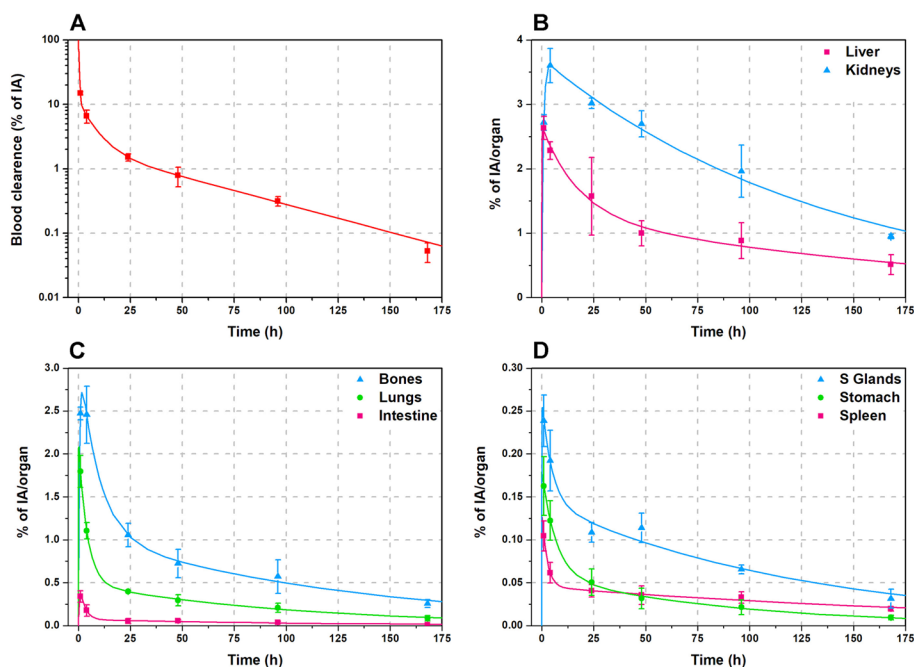 A
Blood clearence (% of IA)
100
10
1
0.1
0.01
0 25 50 75 100 125 150 175
Time (h)
B
Liver
Kidneys
% of IA/organ
4
3
2
1
0
0 25 50 75 100 125 150 175
Time (h)
C
Bones
Lungs
Intestine
% of IA/organ
3.0
2.5
2.0
1.5
1.0
0.5
0.0
0 25 50 75 100 125 150 175
Time (h)
D
S Glands
Stomach
Spleen
% of IA/organ
0.30
0.25
0.20
0.15
0.10
0.05
0.00
0 25 50 75 100 125 150 175
Time (h)